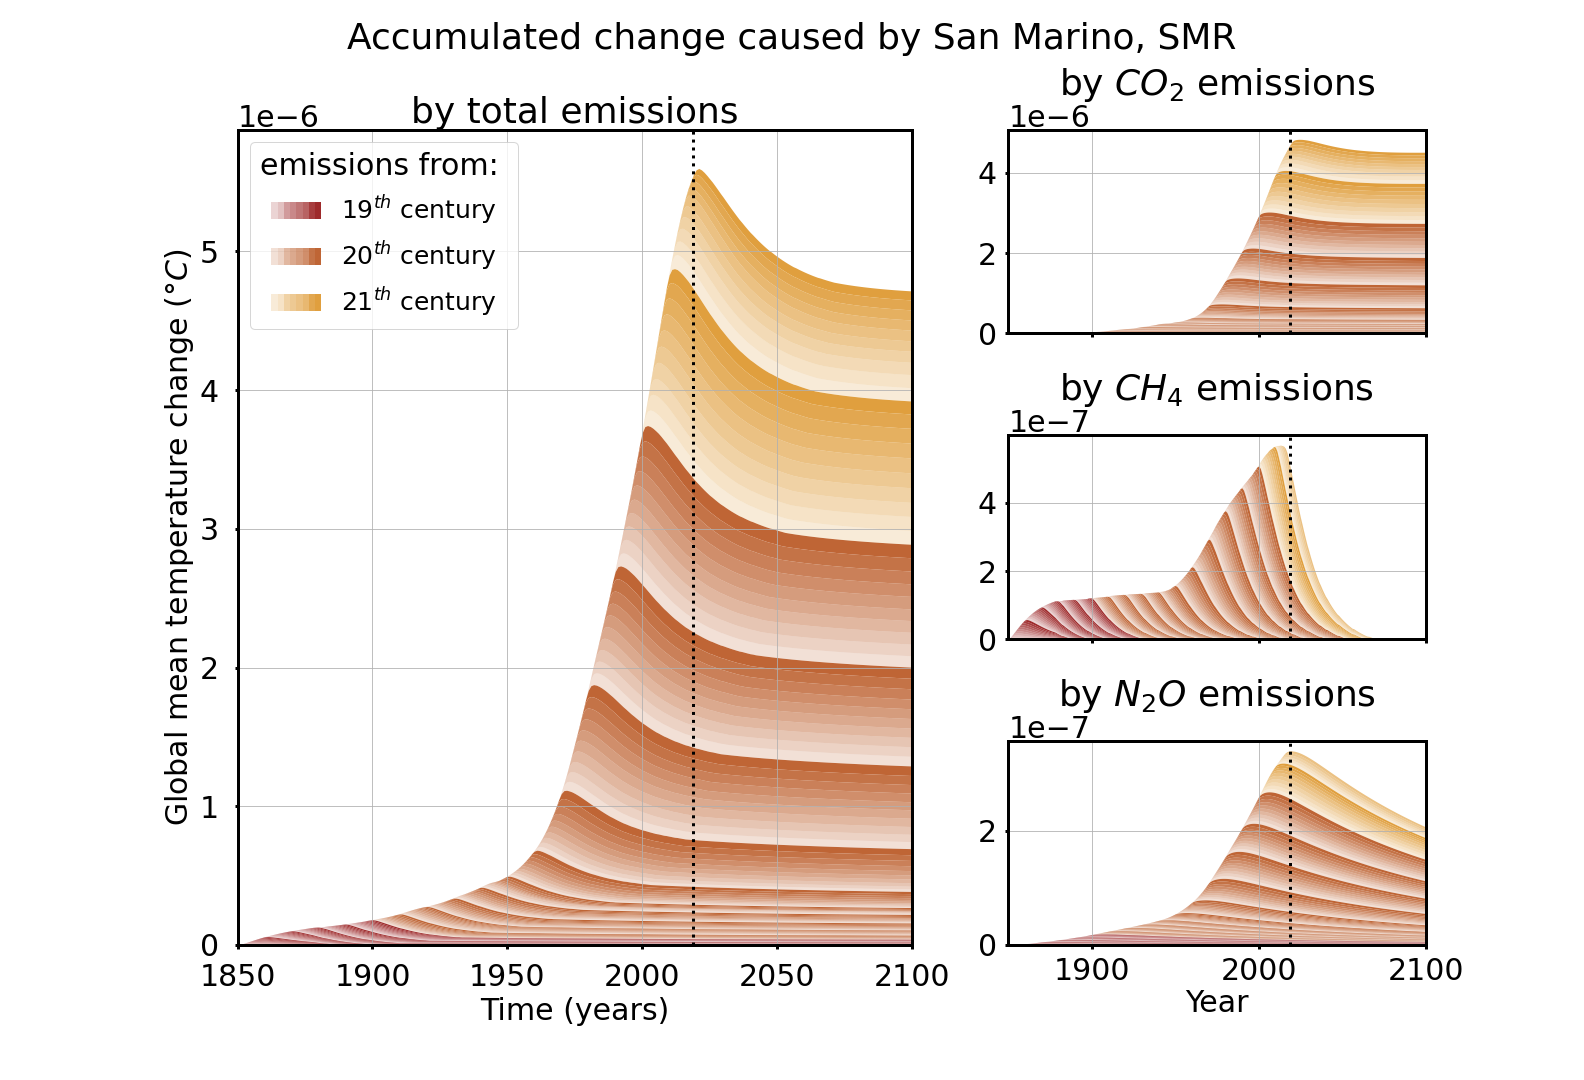 Accumulated change caused by San Marino, SMR
by total emissions
1e−6
emissions from:
19th century
20th century
21th century
Global mean temperature change (°C)
5
4
3
2
1
0
1850 1900 1950 2000 2050 2100
Time (years)
by CO2 emissions
1e−6
4
2
0
by CH4 emissions
1e−7
4
2
0
by N2O emissions
1e−7
2
0
1900 2000 2100
Year